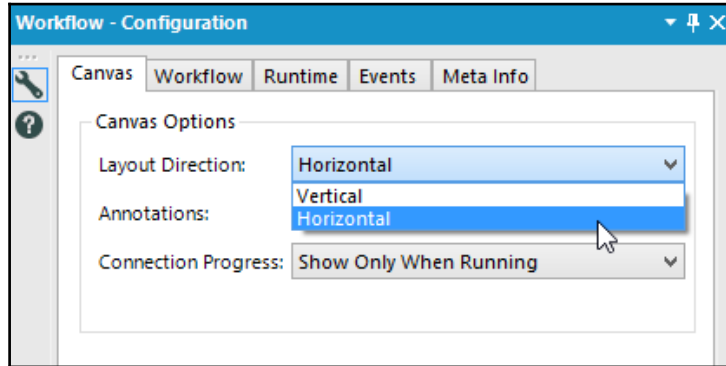 Workflow - Configuration
Canvas Workflow Runtime Events Meta Info
Canvas Options
Layout Direction: Horizontal
Vertical
Annotations: Horizontal
Connection Progress: Show Only When Running